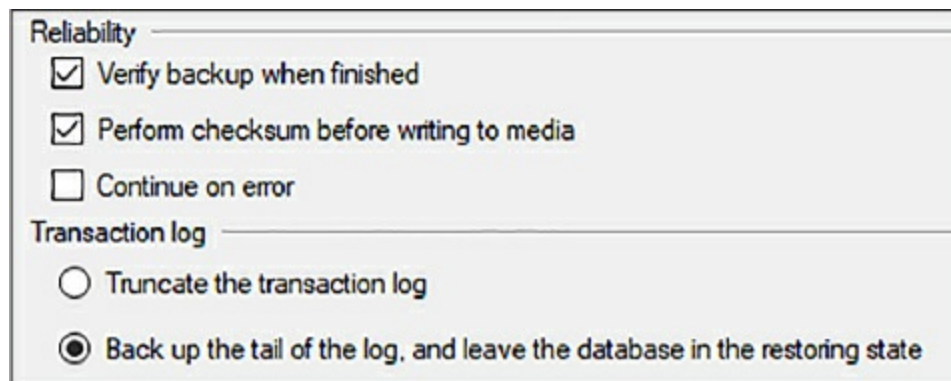 Reliability
Verify backup when finished
Perform checksum before writing to media
Continue on error
Transaction log
Truncate the transaction log
Back up the tail of the log, and leave the database in the restoring state